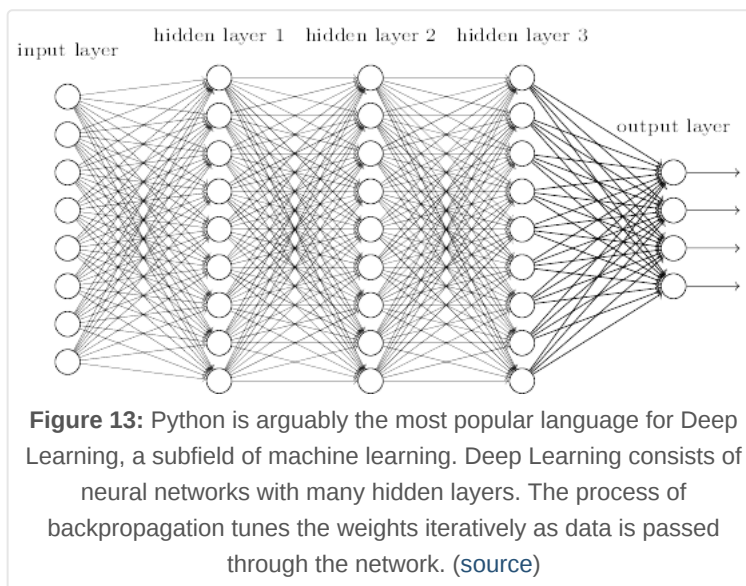 input layer
hidden layer 1
hidden layer 2
hidden layer 3
output layer
Figure 13: Python is arguably the most popular language for Deep
Learning, a subfield of machine learning. Deep Learning consists of
neural networks with many hidden layers. The process of
backpropagation tunes the weights iteratively as data is passed
through the network. (source)